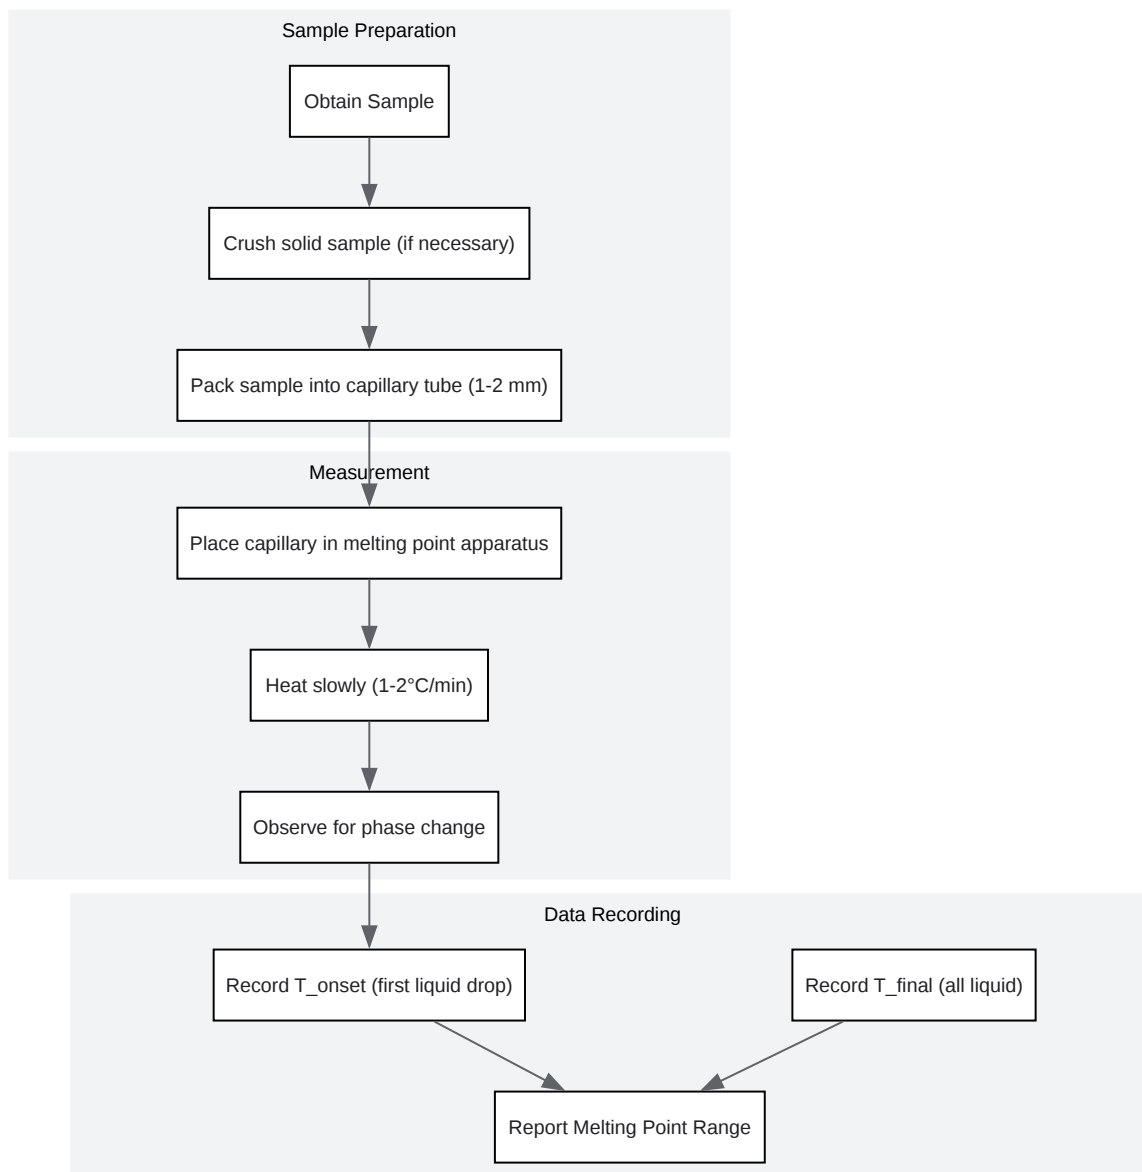 Sample Preparation
Obtain Sample
Crush solid sample (if necessary)
Pack sample into capillary tube (1-2 mm)
Measurement
Place capillary in melting point apparatus
Heat slowly (1-2°C/min)
Observe for phase change
Data Recording
Record T_onset (first liquid drop)
Record T_final (all liquid)
Report Melting Point Range